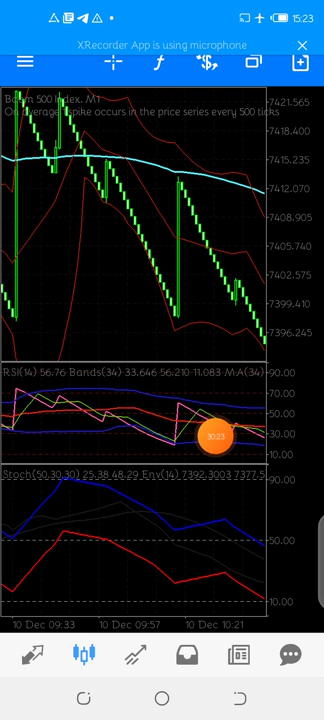 15:23
XRecorder App is using microphone
Boom 500 Index, M1
On average 1 spike occurs in the price series every 500 ticks
7421.565
7418.400
7415.235
7412.070
7408.905
7405.740
7402.575
7399.410
7396.245
RSI(14) 56.76 Bands(34) 33.646 56.210 11.083 MA(34)
90.00
70.00
50.00
30.00
10.00
30:23
Stoch(50,30,30) 25.38 48.29 Env(14) 7392.3003 7377.5
90.00
50.00
10.00
10 Dec 09:33
10 Dec 09:57
10 Dec 10:21